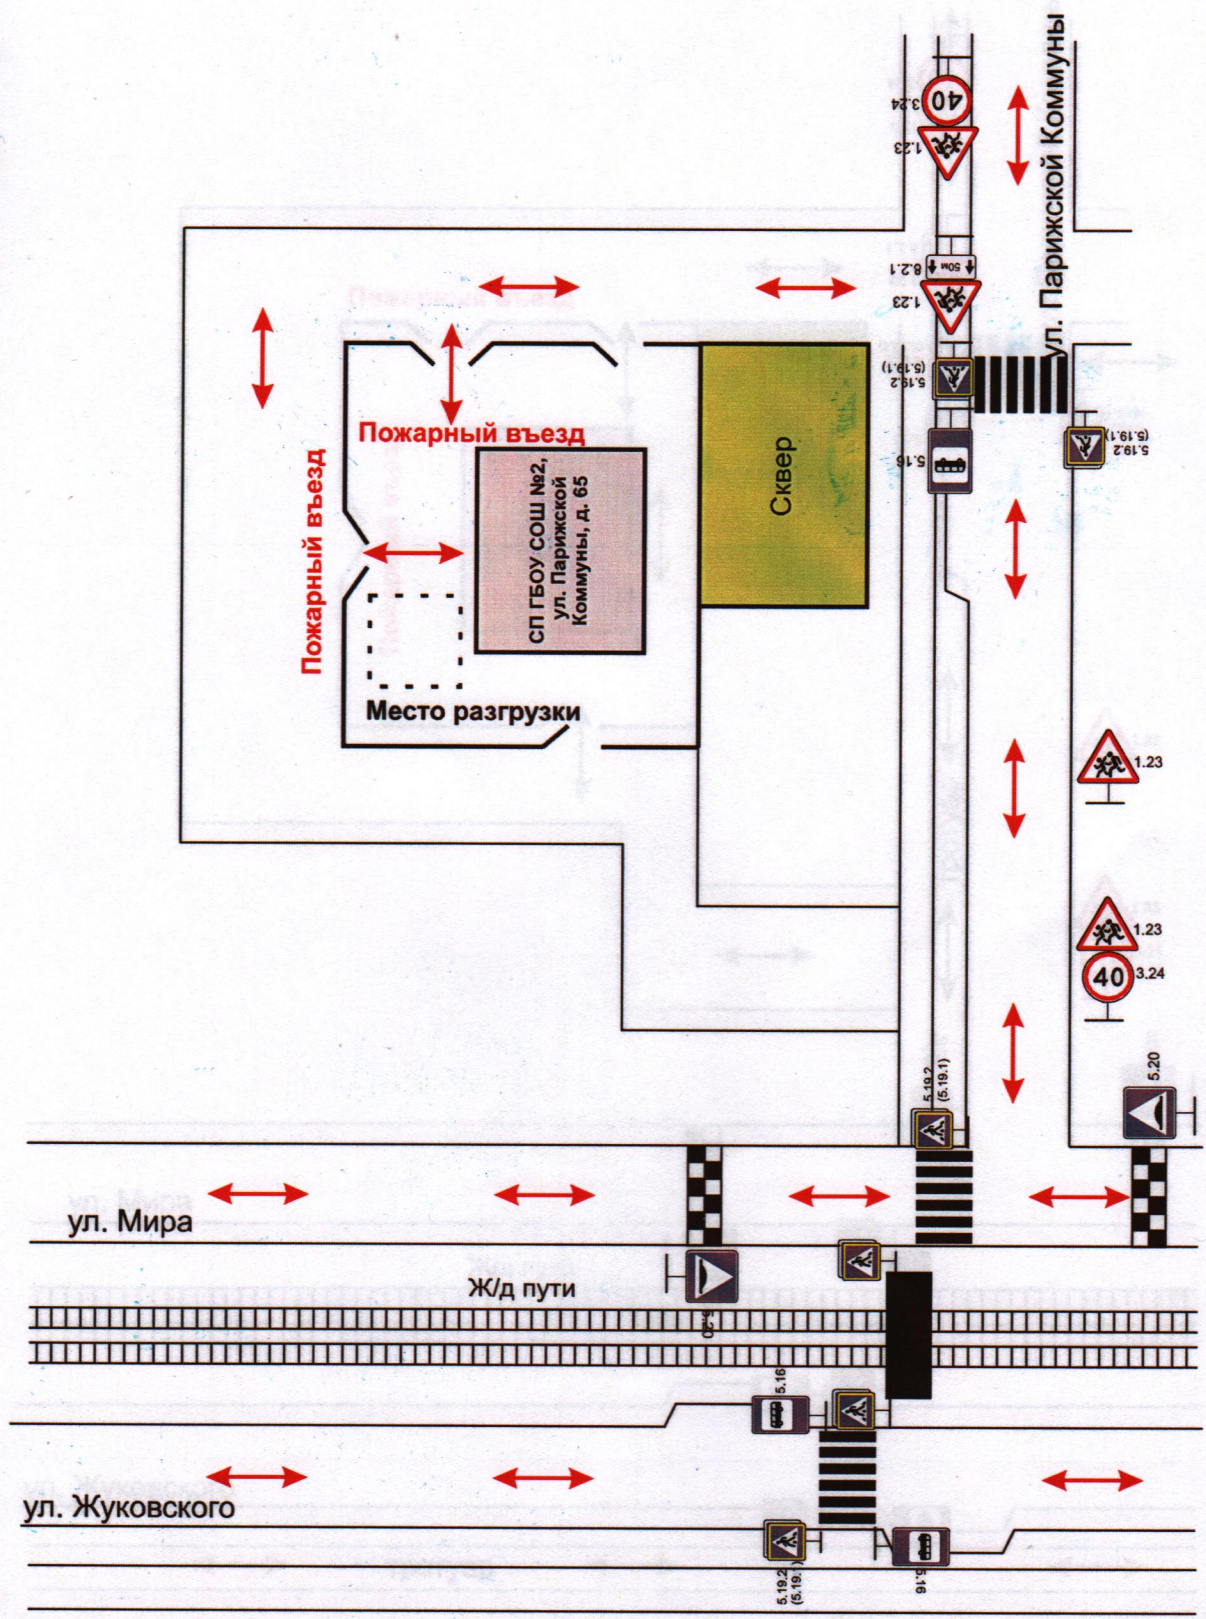 ул. Парижской Коммуны
40
3.24
1.23
50м
8.2.1
1.23
5.19.2
(5.19.1)
5.16
5.19.2
(5.19.1)
Пожарный въезд
Пожарный въезд
СП ГБОУ СОШ №2,
ул. Парижской
Коммуны, д. 65
Сквер
Место разгрузки
1.23
1.23
40
3.24
5.20
5.19.2
(5.19.1)
ул. Мира
Ж/д пути
5.20
5.16
ул. Жуковского
5.19.2
(5.19.1)
5.16